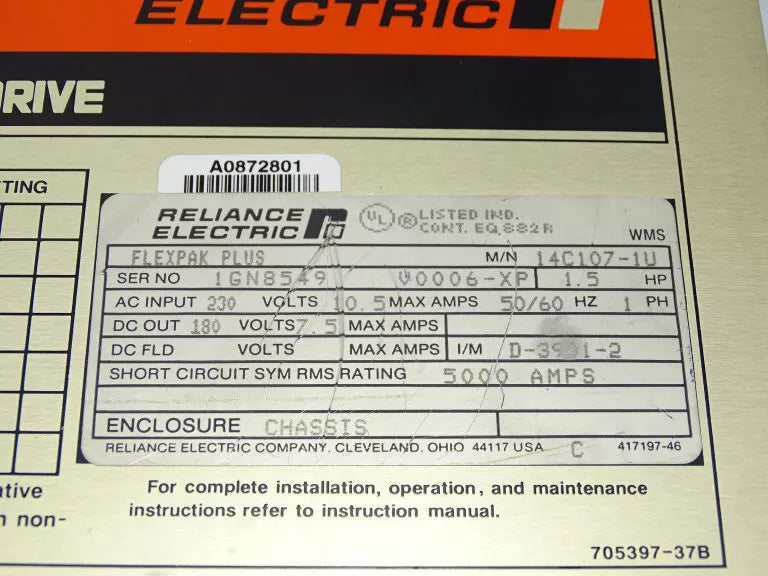 ELECTRIC
DRIVE
TING
A0872801
RELIANCE
ELECTRIC
UL ® LISTED IND.
CONT. EQ. 882R
WMS
FLEXPAK PLUS M/N 14C107-1U
SER NO 1GN8549 V0006-XP 1.5 HP
AC INPUT 230 VOLTS 10.5 MAX AMPS 50/60 HZ 1 PH
DC OUT 180 VOLTS 7.5 MAX AMPS
DC FLD VOLTS MAX AMPS I/M
SHORT CIRCUIT SYM RMS RATING 5000 AMPS
ENCLOSURE CHASSIS
RELIANCE ELECTRIC COMPANY, CLEVELAND, OHIO 44117 USA C 417197-46
ative
n non-
For complete installation, operation, and maintenance
instructions refer to instruction manual.
705397-37B